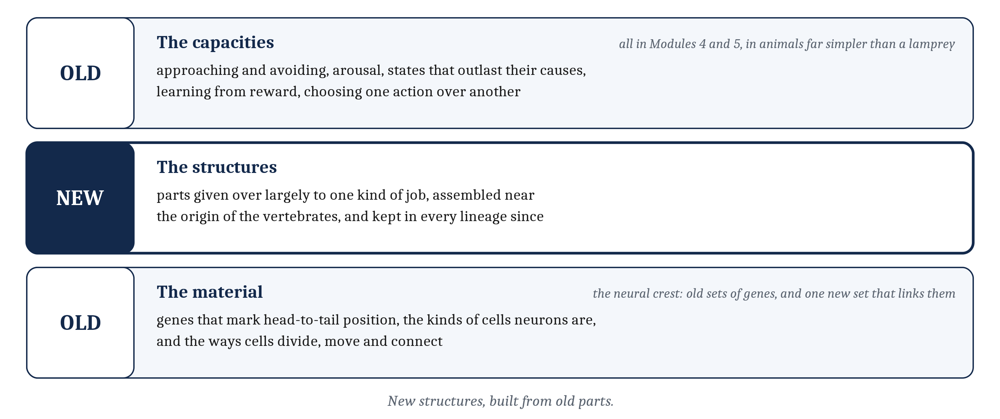 OLD
The capacities
all in Modules 4 and 5, in animals far simpler than a lamprey
approaching and avoiding, arousal, states that outlast their causes,
learning from reward, choosing one action over another
NEW
The structures
parts given over largely to one kind of job, assembled near
the origin of the vertebrates, and kept in every lineage since
OLD
The material
the neural crest: old sets of genes, and one new set that links them
genes that mark head-to-tail position, the kinds of cells neurons are,
and the ways cells divide, move and connect
New structures, built from old parts.